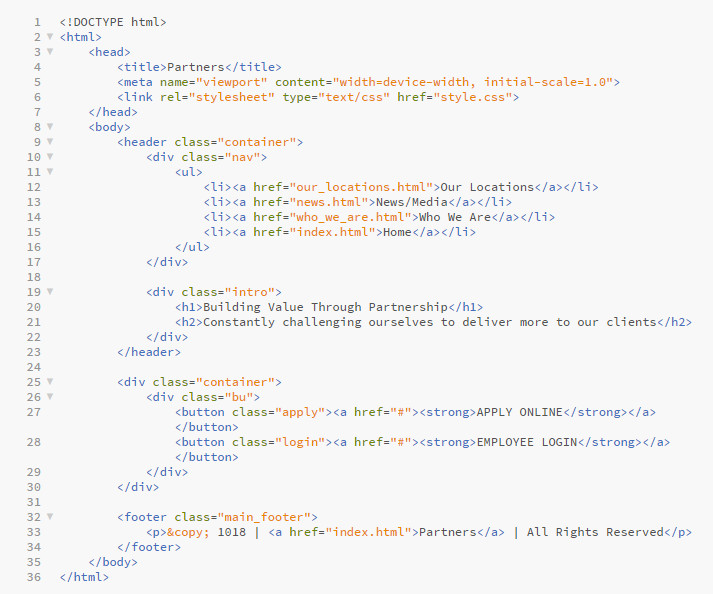 1 <!DOCTYPE html>
2 <html>
3 <head>
4 <title>Partners</title>
5 <meta name="viewport" content="width=device-width, initial-scale=1.0">
6 <link rel="stylesheet" type="text/css" href="style.css">
7 </head>
8 <body>
9 <header class="container">
10 <div class="nav">
11 <ul>
12 <li><a href="our_locations.html">Our Locations</a></li>
13 <li><a href="news.html">News/Media</a></li>
14 <li><a href="who_we_are.html">Who We Are</a></li>
15 <li><a href="index.html">Home</a></li>
16 </ul>
17 </div>
18
19 <div class="intro">
20 <h1>Building Value Through Partnership</h1>
21 <h2>Constantly challenging ourselves to deliver more to our clients</h2>
22 </div>
23 </header>
24
25 <div class="container">
26 <div class="bu">
27 <button class="apply"><a href="#"><strong>APPLY ONLINE</strong></a>
</button>
28 <button class="login"><a href="#"><strong>EMPLOYEE LOGIN</strong></a>
</button>
29 </div>
30 </div>
31
32 <footer class="main_footer">
33 <p>&copy; 1018 | <a href="index.html">Partners</a> | All Rights Reserved</p>
34 </footer>
35 </body>
36 </html>